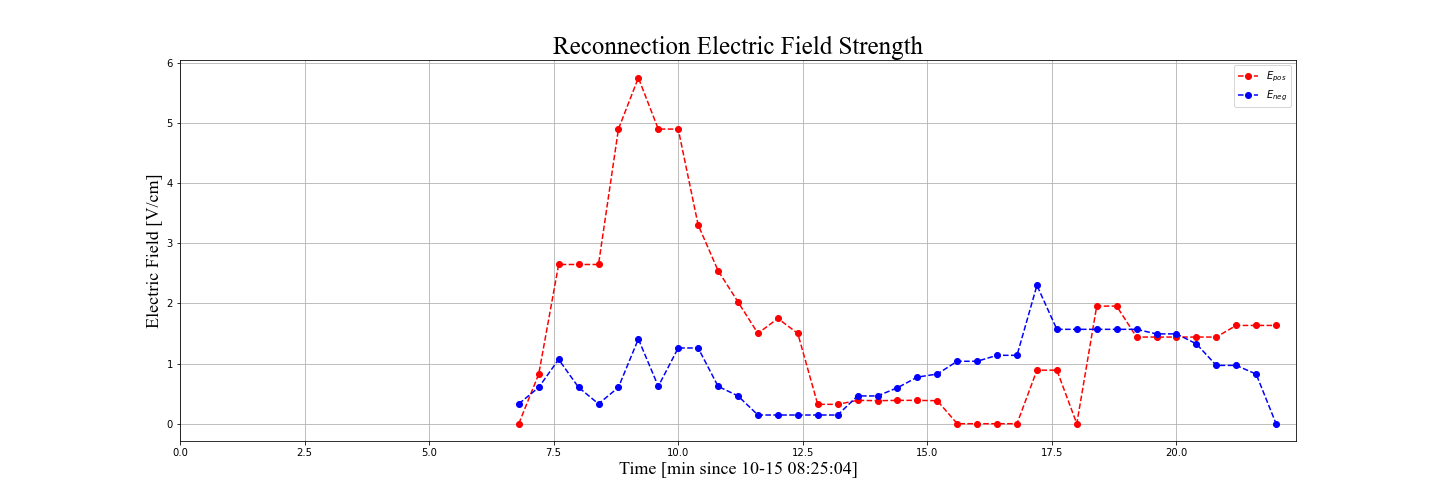 Reconnection Electric Field Strength
6
5
4
3
2
1
0
Electric Field [V/cm]
E_pos
E_neg
0.0 2.5 5.0 7.5 10.0 12.5 15.0 17.5 20.0
Time [min since 10-15 08:25:04]